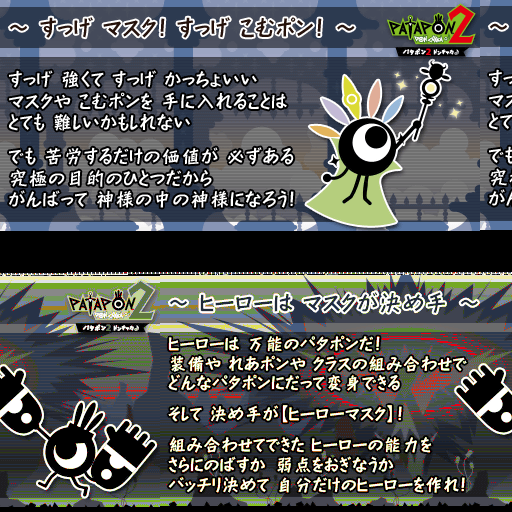 ～ すっげ マスク! すっげ こむポン! ～
PATAPON 2
パタポン2 ドンチャカ♪
すっげ 強くて すっげ かっちょいい
マスクや こむポンを 手に入れることは
とても 難しいかもしれない
でも 苦労するだけの価値が 必ずある
究極の目的のひとつだから
がんばって 神様の中の神様になろう!
～
すっ
マス
とて
でも
究極
がん
PATAPON 2
パタポン2 ドンチャカ♪
～ ヒーローは マスクが決め手 ～
ヒーローは 万能のパタポンだ!
装備や れあポンや クラスの組み合わせで
どんなパタポンにだって変身できる
そして 決め手が【ヒーローマスク】!
組み合わせてできた ヒーローの能力を
さらにのばすか 弱点をおぎなうか
バッチリ決めて 自分だけのヒーローを作れ!